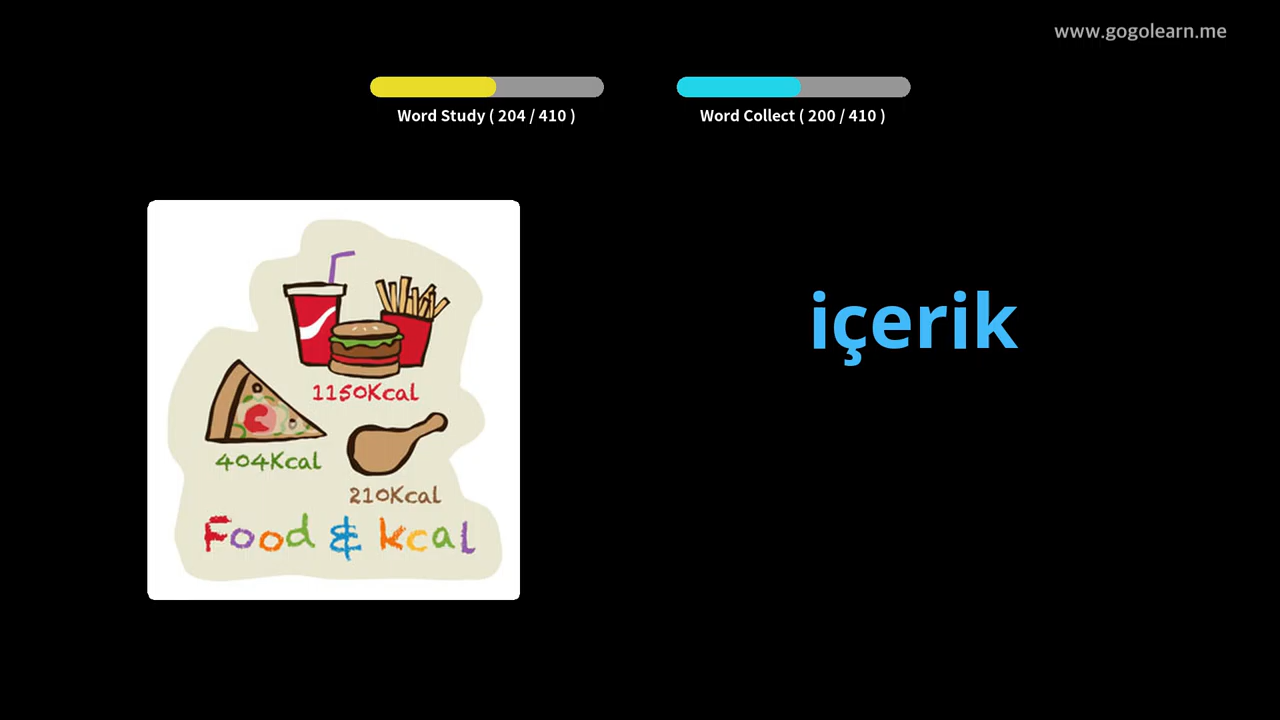 www.gogolearn.me
Word Study ( 204 / 410 )
Word Collect ( 200 / 410 )
içerik
1150Kcal
404Kcal
210Kcal
Food & kcal